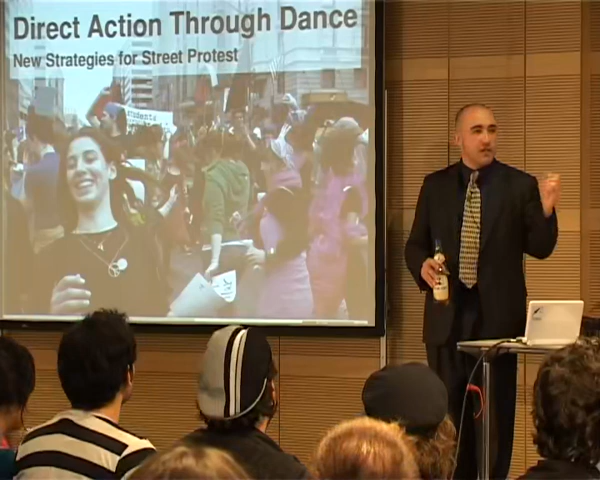 Direct Action Through Dance
New Strategies for Street Protest